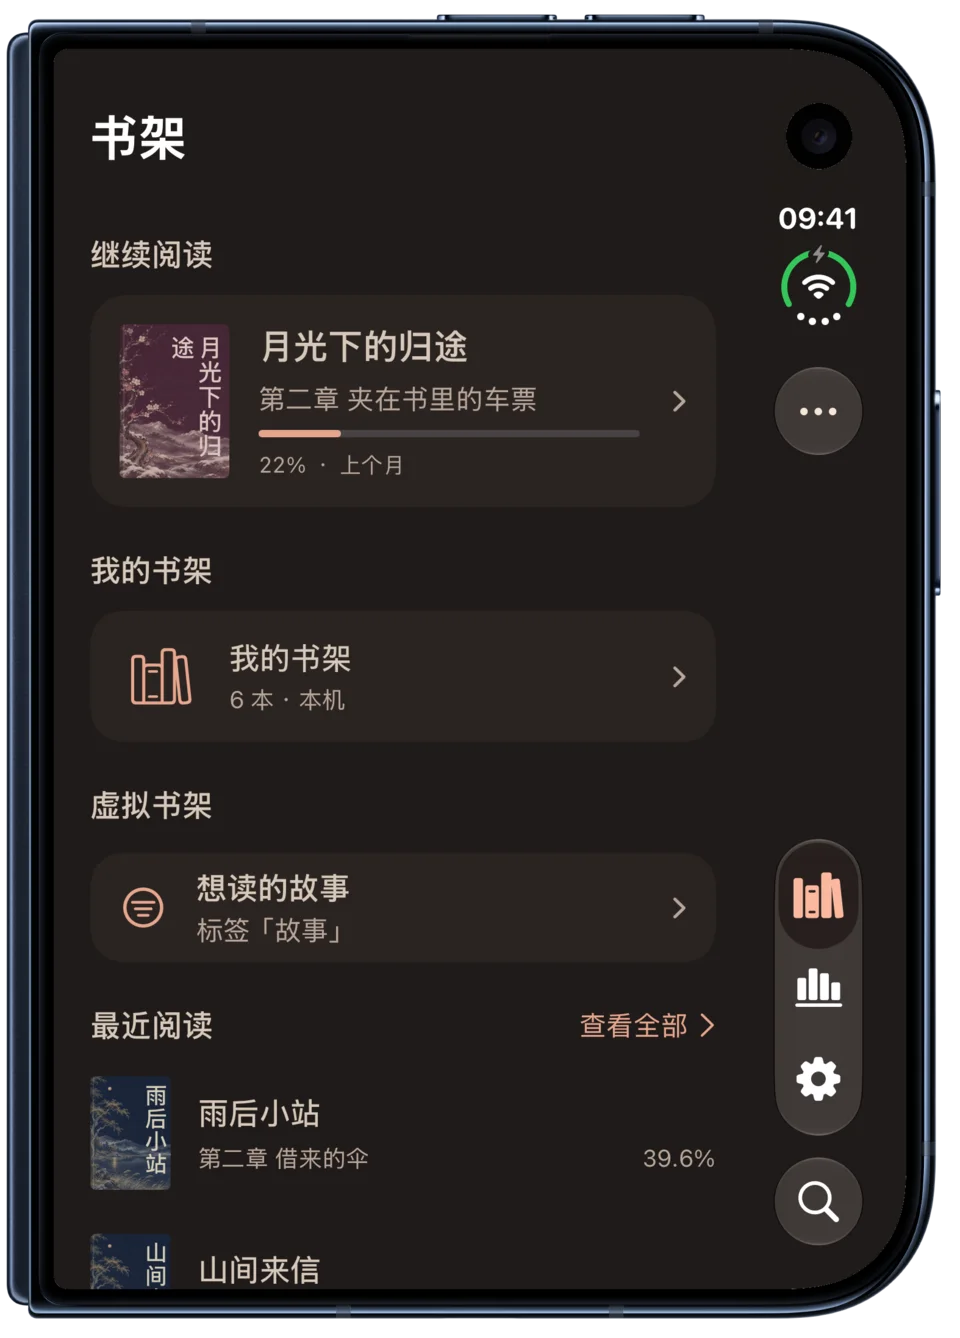 书架
09:41
继续阅读
月光下的归途
月光下的归途
第二章 夹在书里的车票
22% · 上个月
我的书架
我的书架
6 本 · 本机
虚拟书架
想读的故事
标签「故事」
最近阅读
查看全部
雨后小站
雨后小站
第二章 借来的伞
39.6%
山间
山间来信